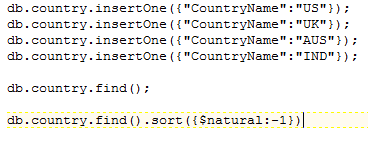 db.country.insertOne({"CountryName":"US"});
db.country.insertOne({"CountryName":"UK"});
db.country.insertOne({"CountryName":"AUS"});
db.country.insertOne({"CountryName":"IND"});
db.country.find();
db.country.find().sort({$natural:-1})